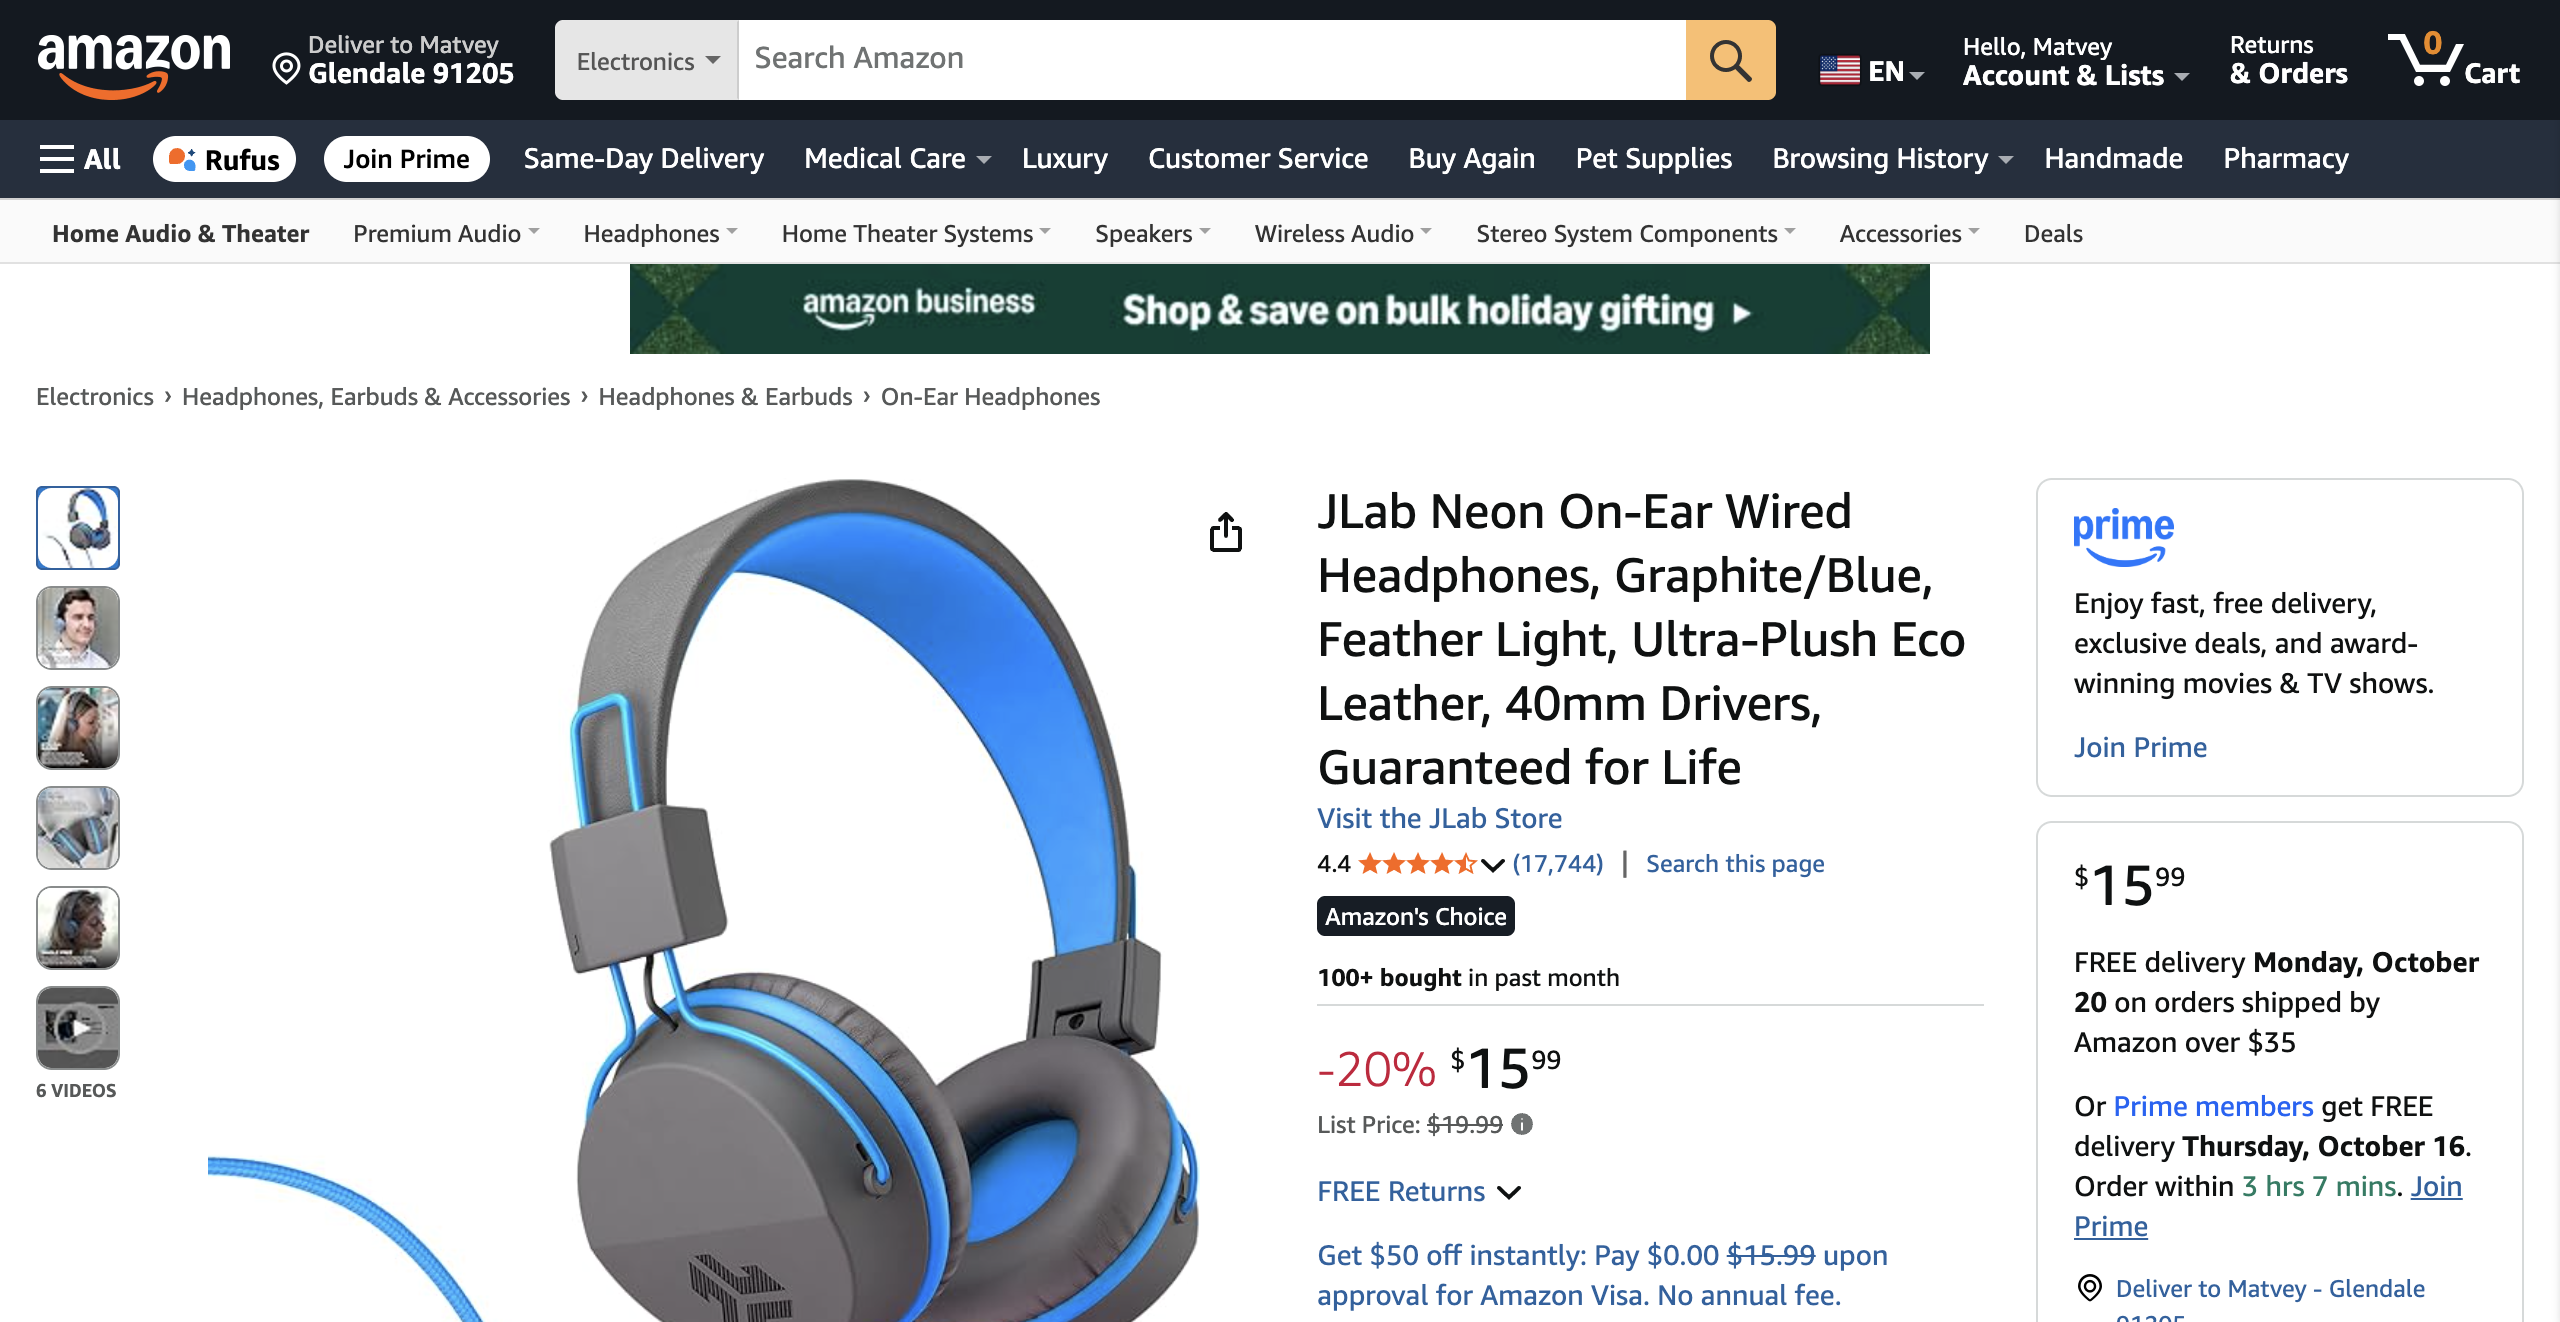 amazon
Deliver to Matvey
Glendale 91205
Electronics
Search Amazon
EN
Hello, Matvey
Account & Lists
Returns
& Orders
0
Cart
All
Rufus
Join Prime
Same-Day Delivery
Medical Care
Luxury
Customer Service
Buy Again
Pet Supplies
Browsing History
Handmade
Pharmacy
Home Audio & Theater
Premium Audio
Headphones
Home Theater Systems
Speakers
Wireless Audio
Stereo System Components
Accessories
Deals
amazon business
Shop & save on bulk holiday gifting
Electronics › Headphones, Earbuds & Accessories › Headphones & Earbuds › On-Ear Headphones
6 VIDEOS
JLab Neon On-Ear Wired
Headphones, Graphite/Blue,
Feather Light, Ultra-Plush Eco
Leather, 40mm Drivers,
Guaranteed for Life
Visit the JLab Store
4.4 (17,744) | Search this page
Amazon's Choice
100+ bought in past month
-20% $15 99
List Price: $19.99
FREE Returns
Get $50 off instantly: Pay $0.00 $15.99 upon
approval for Amazon Visa. No annual fee.
prime
Enjoy fast, free delivery,
exclusive deals, and award-
winning movies & TV shows.
Join Prime
$15 99
FREE delivery Monday, October
20 on orders shipped by
Amazon over $35
Or Prime members get FREE
delivery Thursday, October 16.
Order within 3 hrs 7 mins. Join
Prime
Deliver to Matvey - Glendale